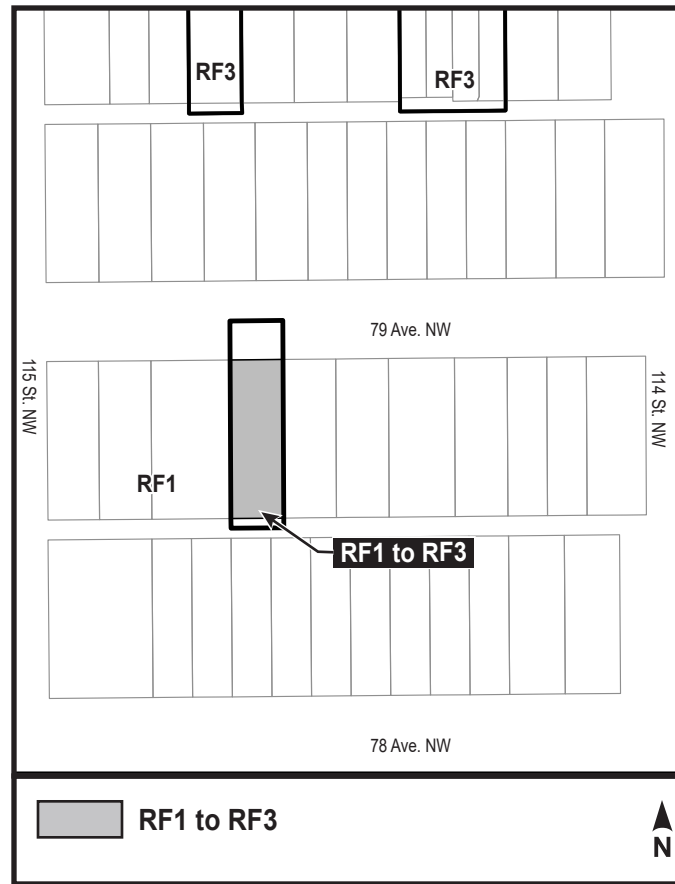 RF3
RF3
79 Ave. NW
115 St. NW
114 St. NW
RF1
RF1 to RF3
78 Ave. NW
RF1 to RF3
N